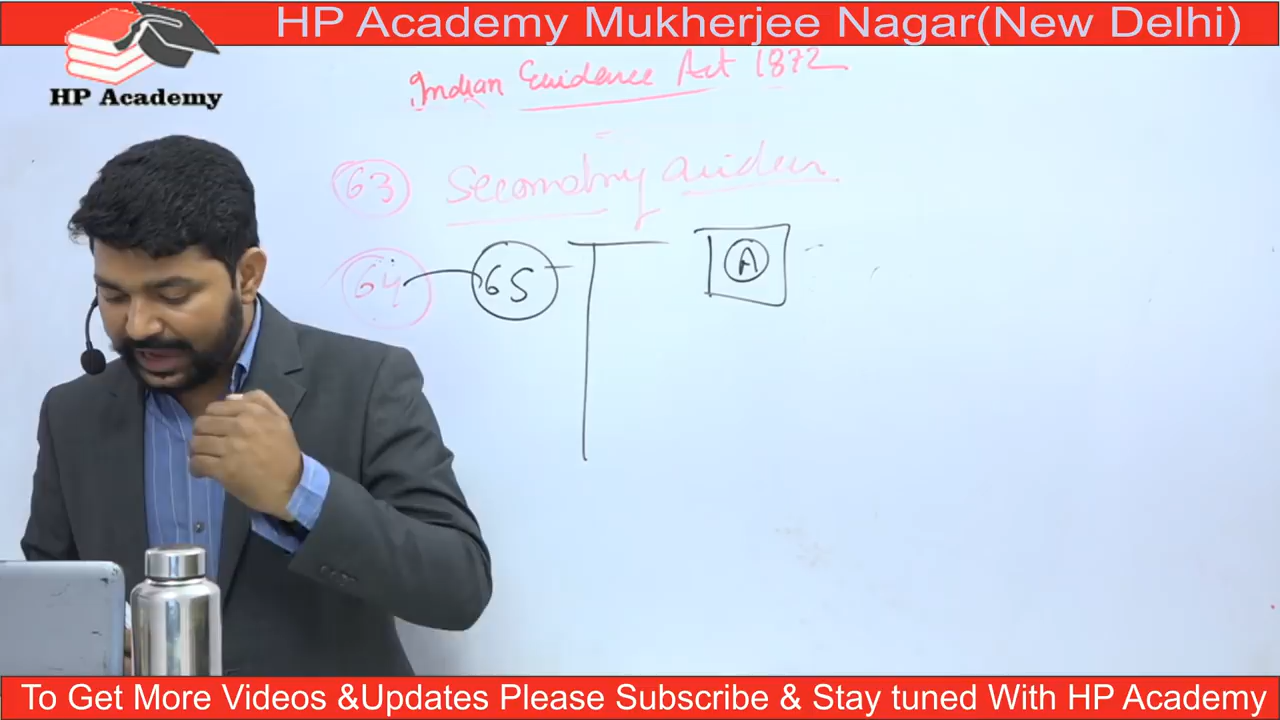 HP Academy Mukherjee Nagar(New Delhi)
HP Academy
Indian Evidence Act 1872
63 Secondary
64 65 A
To Get More Videos &Updates Please Subscribe & Stay tuned With HP Academy